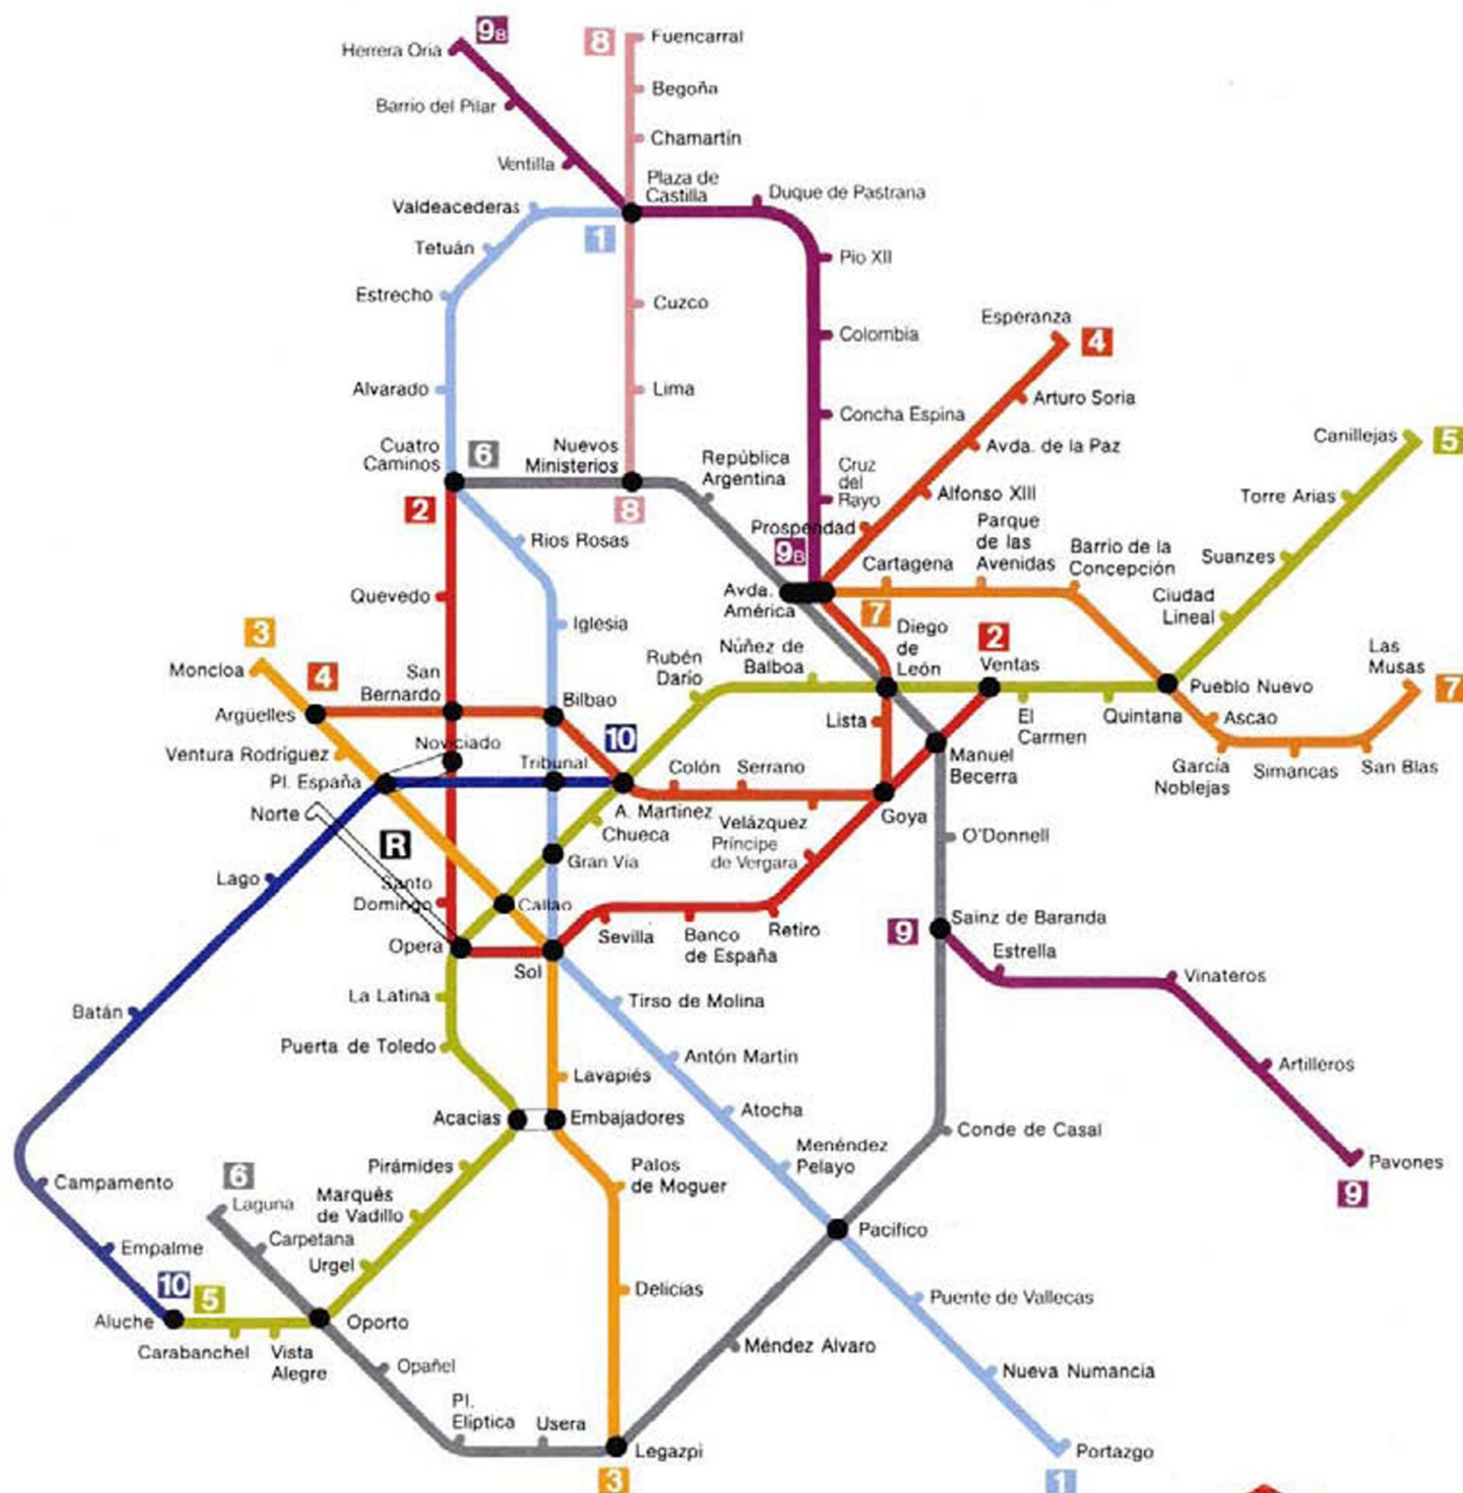 9B
8
Fuencarral
Herrera Oria
Begoña
Barrio del Pilar
Chamartín
Ventilla
Plaza de
Castilla
Duque de Pastrana
Valdeacederas
1
Tetuán
Pío XII
Estrecho
Cuzco
Esperanza
4
Colombia
Alvarado
Lima
Arturo Soria
Concha Espina
Canillejas
5
Avda. de la Paz
Cuatro
Caminos
6
Nuevos
Ministerios
República
Argentina
Cruz
del
Rayo
Alfonso XIII
Torre Arias
2
8
Prosperidad
Parque
de las
Avenidas
Rios Rosas
9B
Cartagena
Barrio de la
Concepción
Suanzes
Quevedo
Avda.
América
7
Ciudad
Lineal
Iglesia
3
Diego
de
León
2
Ventas
Las
Musas
Moncloa
4
San
Bernardo
Rubén
Darío
Núñez de
Balboa
Pueblo Nuevo
7
Argüelles
Bilbao
Lista
El
Carmen
Quintana
Ascao
Ventura Rodríguez
Noviciado
10
Tribunal
Manuel
Becerra
García
Noblejas
Simancas
San Blas
Pl. España
Colón
Serrano
Norte
A. Martínez
Velázquez
Goya
R
Chueca
Príncipe
de Vergara
O'Donnell
Gran Vía
Lago
Santo
Domingo
Callao
Sainz de Baranda
9
Opera
Sol
Sevilla
Banco
de España
Retiro
Estrella
Vinateros
La Latina
Tirso de Molina
Batán
Puerta de Toledo
Antón Martín
Artilleros
Lavapiés
Acacias
Embajadores
Atocha
Conde de Casal
Pirámides
Palos
de Moguer
Menéndez
Pelayo
Pavones
9
Campamento
6
Laguna
Marqués
de Vadillo
Pacífico
Empalme
Carpetana
Urgel
10
5
Delicias
Puente de Vallecas
Aluche
Oporto
Carabanchel
Vista
Alegre
Opañel
Méndez Alvaro
Nueva Numancia
Pl.
Elíptica
Usera
Legazpi
Portazgo
3
1